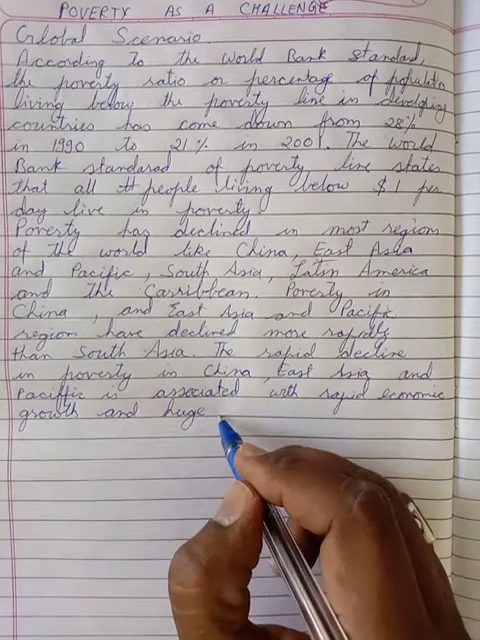 POVERTY AS A CHALLENGE
Global Scenario.
According to the World Bank standard,
the poverty ratio or percentage of populatn
living below the poverty line in developing
countries has come down from 28%
in 1990 to 21% in 2001. The World
Bank standarad of poverty line states
that all people living below $1 per
day live in poverty.
Poverty has declined in most regions
of the world like China, East Asia
and Pacific, South Asia, Latin America
and the Carribbean. Poverty in
China, and East Asia and Pacific
region have declined more rapidly
than South Asia. The rapid decline
in poverty in China, East Asia and
Paciffic is associated with rapid economic
growth and huge